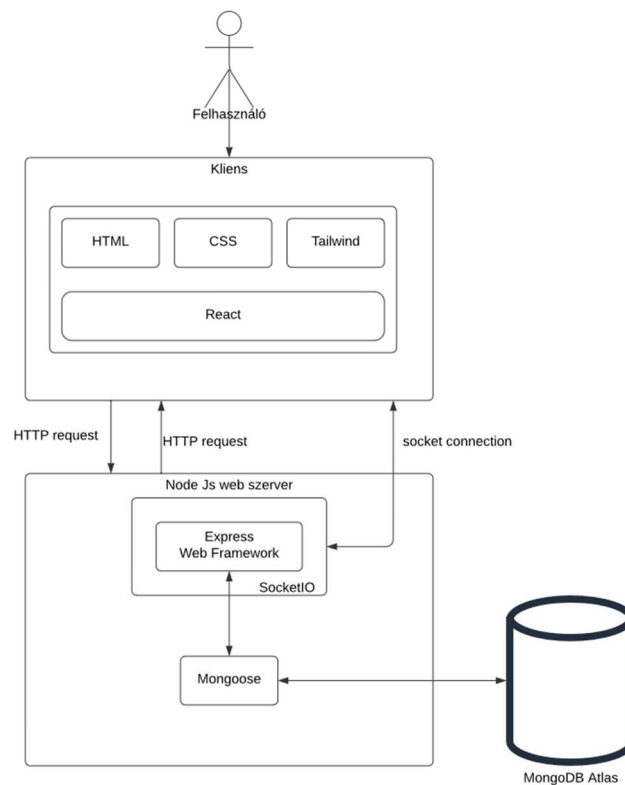 Felhasználó
Kliens
HTML
CSS
Tailwind
React
HTTP request
HTTP request
socket connection
Node Js web szerver
Express
Web Framework
SocketIO
Mongoose
MongoDB Atlas